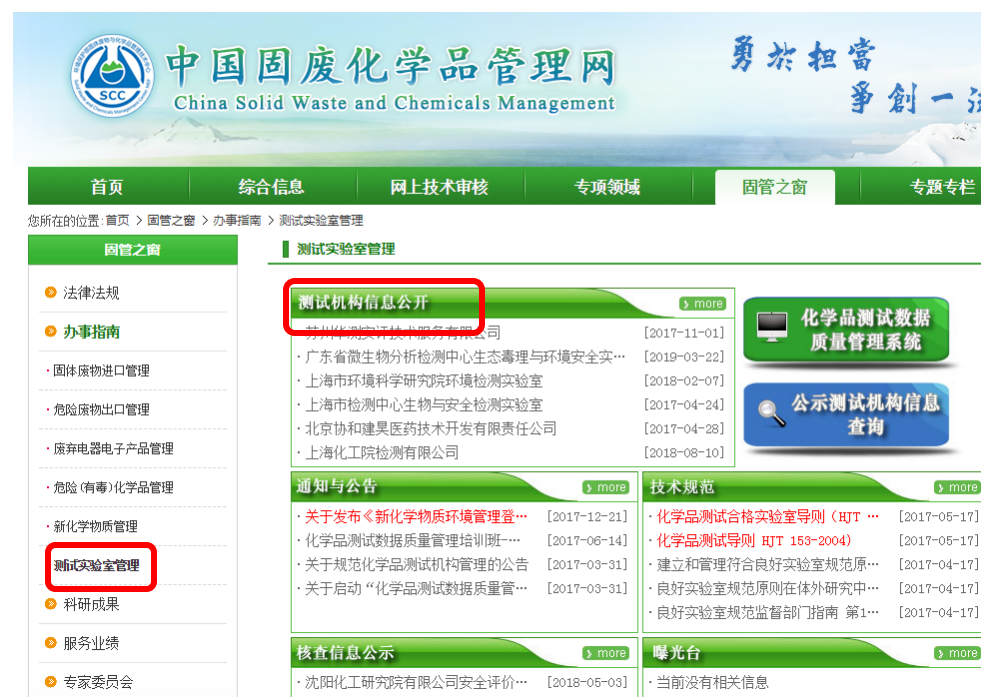 中国固废化学品管理网
China Solid Waste and Chemicals Management
SCC
勇於担當
爭創一
首页 综合信息 网上技术审核 专项领域 固管之窗 专题专栏
您所在的位置:首页 > 固管之窗 > 办事指南 > 测试实验室管理
固管之窗
法律法规
办事指南
·固体废物进口管理
·危险废物出口管理
·废弃电器电子产品管理
·危险(有毒)化学品管理
·新化学物质管理
测试实验室管理
科研成果
服务业绩
专家委员会
测试实验室管理
测试机构信息公开 more
苏州华测实评技术服务有限公司 [2017-11-01]
·广东省微生物分析检测中心生态毒理与环境安全实… [2019-03-22]
·上海市环境科学研究院环境检测实验室 [2018-02-07]
·上海市检测中心生物与安全检测实验室 [2017-04-24]
·北京协和建昊医药技术开发有限责任公司 [2017-04-28]
·上海化工院检测有限公司 [2018-08-10]
化学品测试数据
质量管理系统
公示测试机构信息
查询
通知与公告 more
·关于发布《新化学物质环境管理登… [2017-12-21]
·化学品测试数据质量管理培训班-… [2017-06-14]
·关于规范化学品测试机构管理的公告 [2017-03-31]
·关于启动“化学品测试数据质量管… [2017-03-31]
技术规范 more
·化学品测试合格实验室导则（HJT … [2017-05-17]
·化学品测试导则 HJT 153-2004) [2017-05-17]
·建立和管理符合良好实验室规范原… [2017-04-17]
·良好实验室规范原则在体外研究中… [2017-04-17]
·良好实验室规范监督部门指南 第1… [2017-04-17]
核查信息公示 more
·沈阳化工研究院有限公司安全评价… [2018-05-03]
曝光台 more
·当前没有相关信息